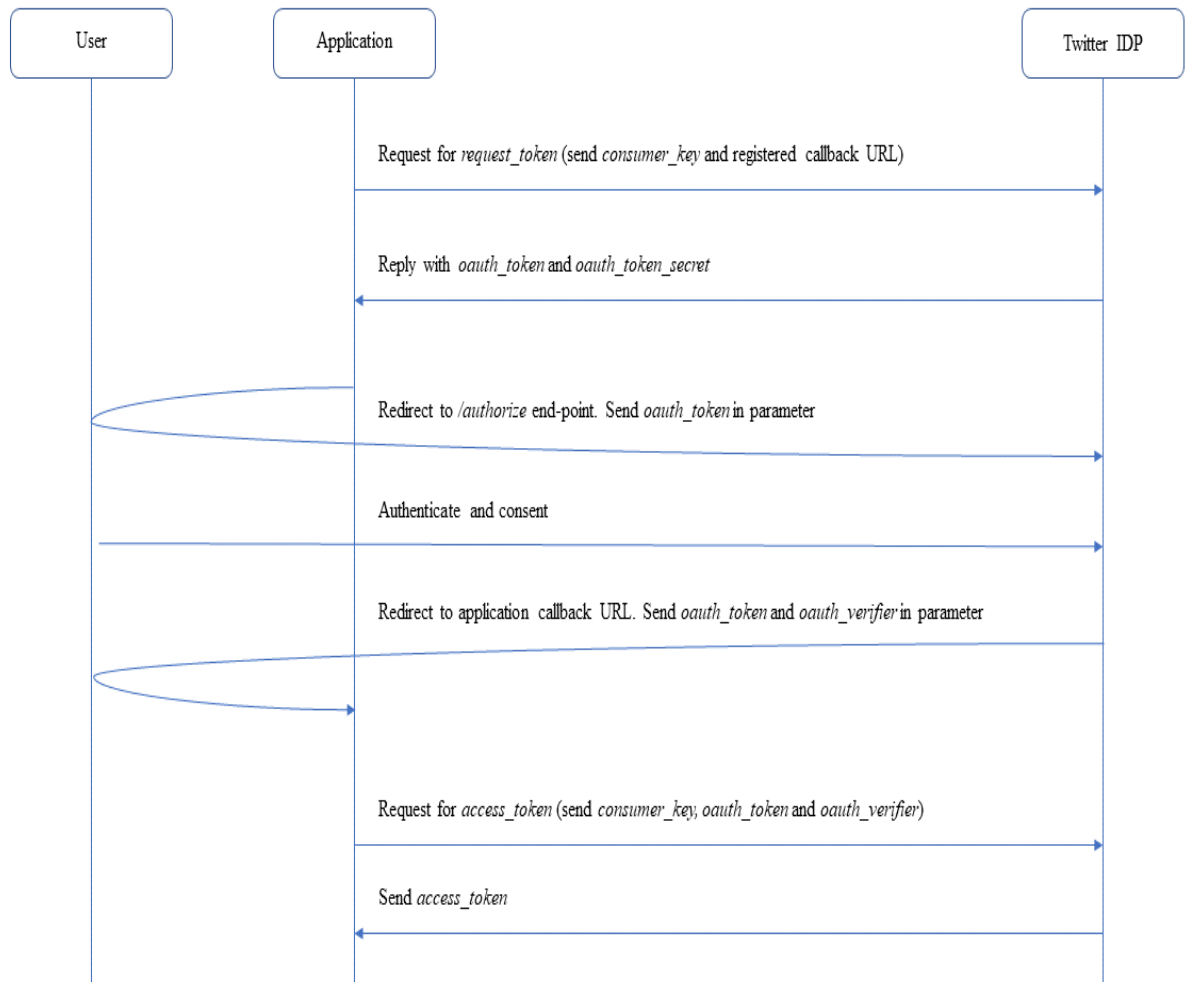 User
Application
Twitter IDP
Request for request_token (send consumer_key and registered callback URL)
Reply with oauth_token and oauth_token_secret
Redirect to /authorize end-point. Send oauth_token in parameter
Authenticate and consent
Redirect to application callback URL. Send oauth_token and oauth_verifier in parameter
Request for access_token (send consumer_key, oauth_token and oauth_verifier)
Send access_token